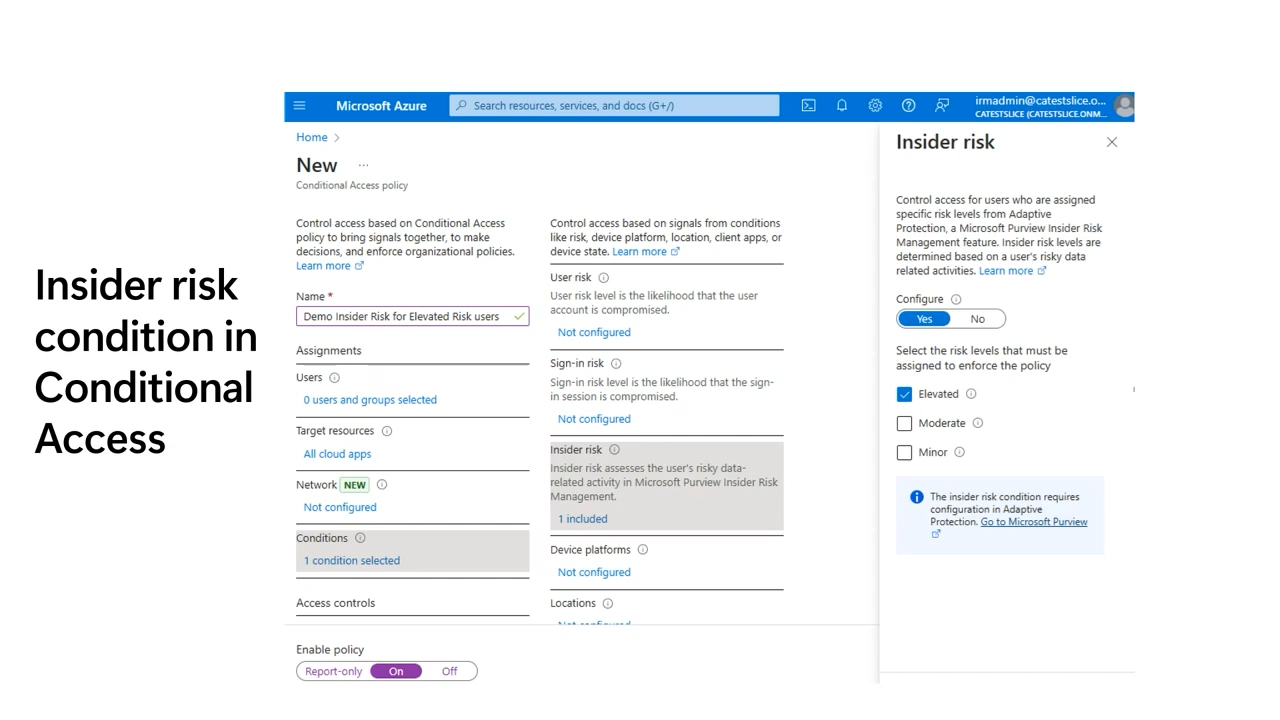 Insider risk
condition in
Conditional
Access
Microsoft Azure
Search resources, services, and docs (G+/)
irmadmin@catestslice.o...
CATESTSLICE (CATESTSLICE.ONM...
Home
New
...
Conditional Access policy
Control access based on Conditional Access
policy to bring signals together, to make
decisions, and enforce organizational policies.
Learn more
Name *
Demo Insider Risk for Elevated Risk users
Assignments
Users
0 users and groups selected
Target resources
All cloud apps
Network NEW
Not configured
Conditions
1 condition selected
Access controls
Enable policy
Report-only On Off
Control access based on signals from conditions
like risk, device platform, location, client apps, or
device state. Learn more
User risk
User risk level is the likelihood that the user
account is compromised.
Not configured
Sign-in risk
Sign-in risk level is the likelihood that the sign-
in session is compromised.
Not configured
Insider risk
Insider risk assesses the user's risky data-
related activity in Microsoft Purview Insider Risk
Management.
1 included
Device platforms
Not configured
Locations
Not configured
Insider risk
Control access for users who are assigned
specific risk levels from Adaptive
Protection, a Microsoft Purview Insider Risk
Management feature. Insider risk levels are
determined based on a user's risky data
related activities. Learn more
Configure
Yes No
Select the risk levels that must be
assigned to enforce the policy
Elevated
Moderate
Minor
The insider risk condition requires
configuration in Adaptive
Protection. Go to Microsoft Purview